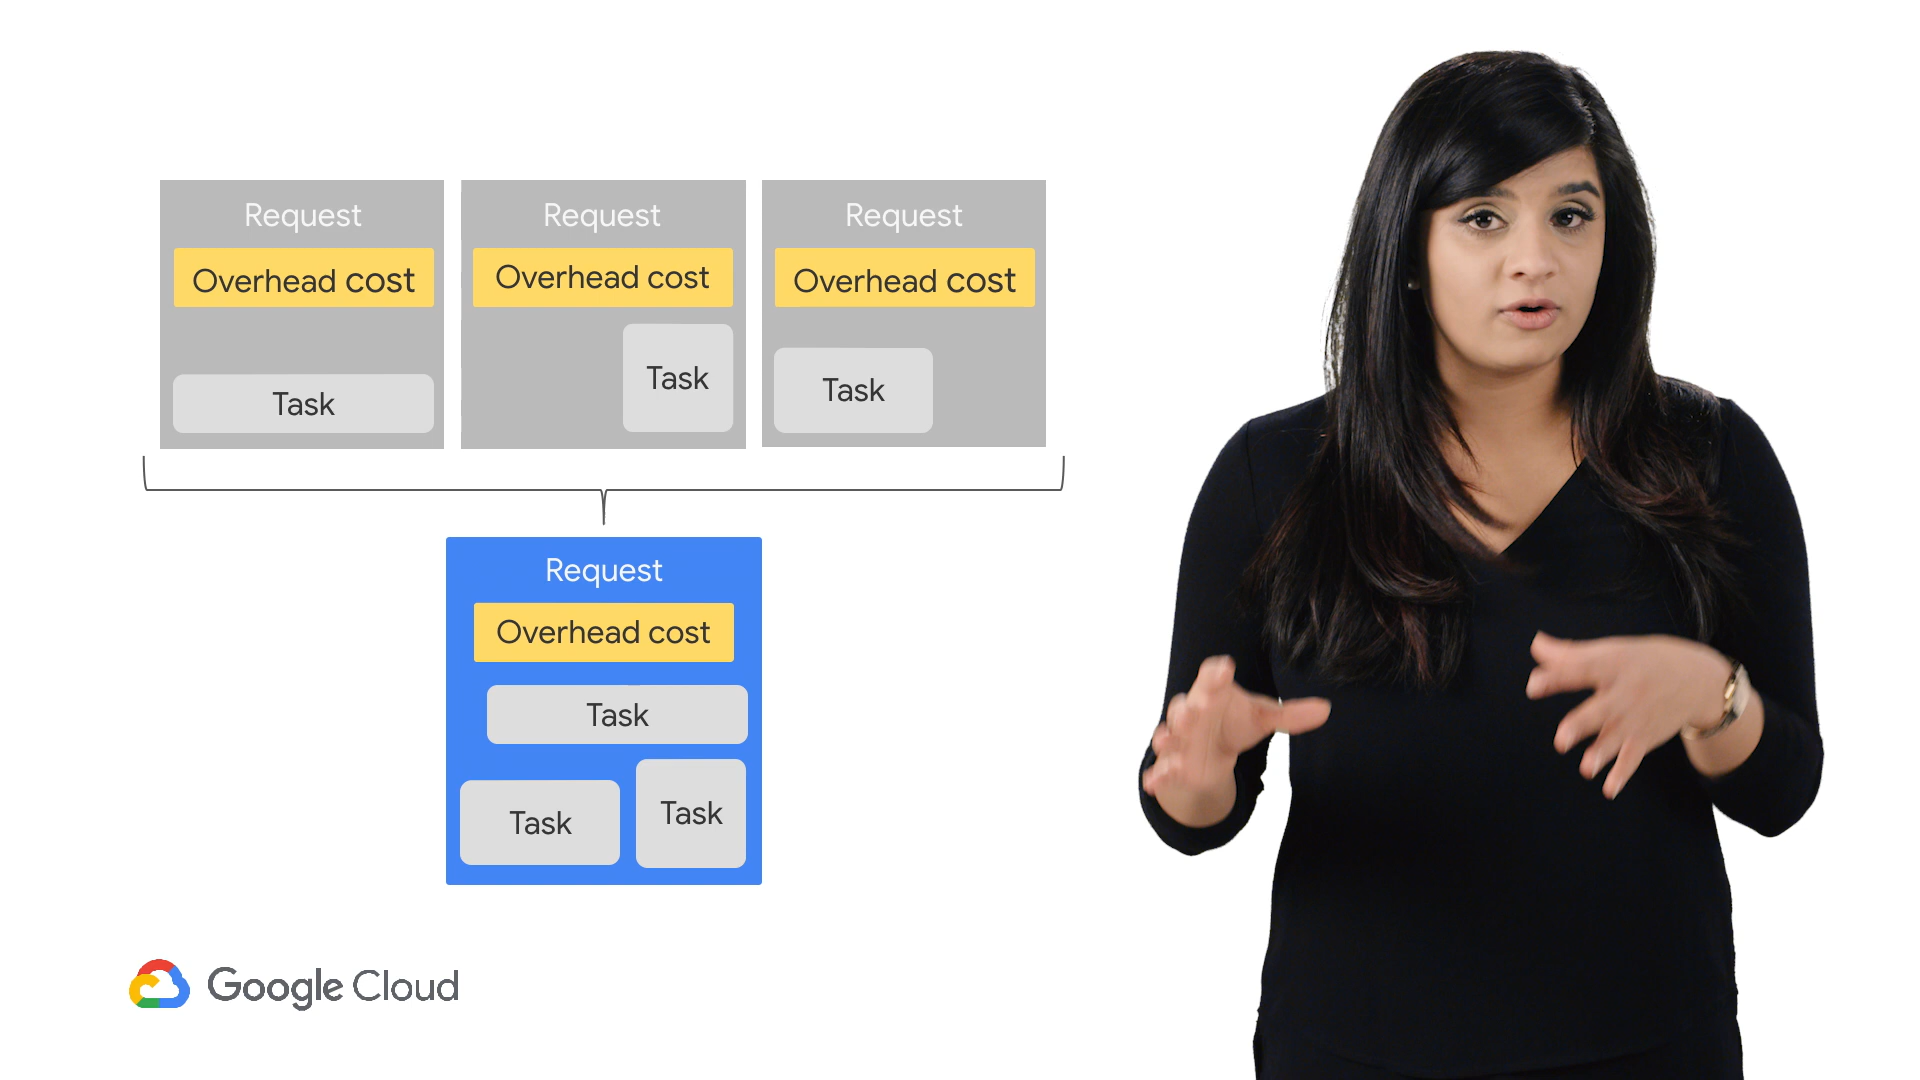 Request
Overhead cost
Task
Request
Overhead cost
Task
Request
Overhead cost
Task
Request
Overhead cost
Task
Task
Task
Google Cloud